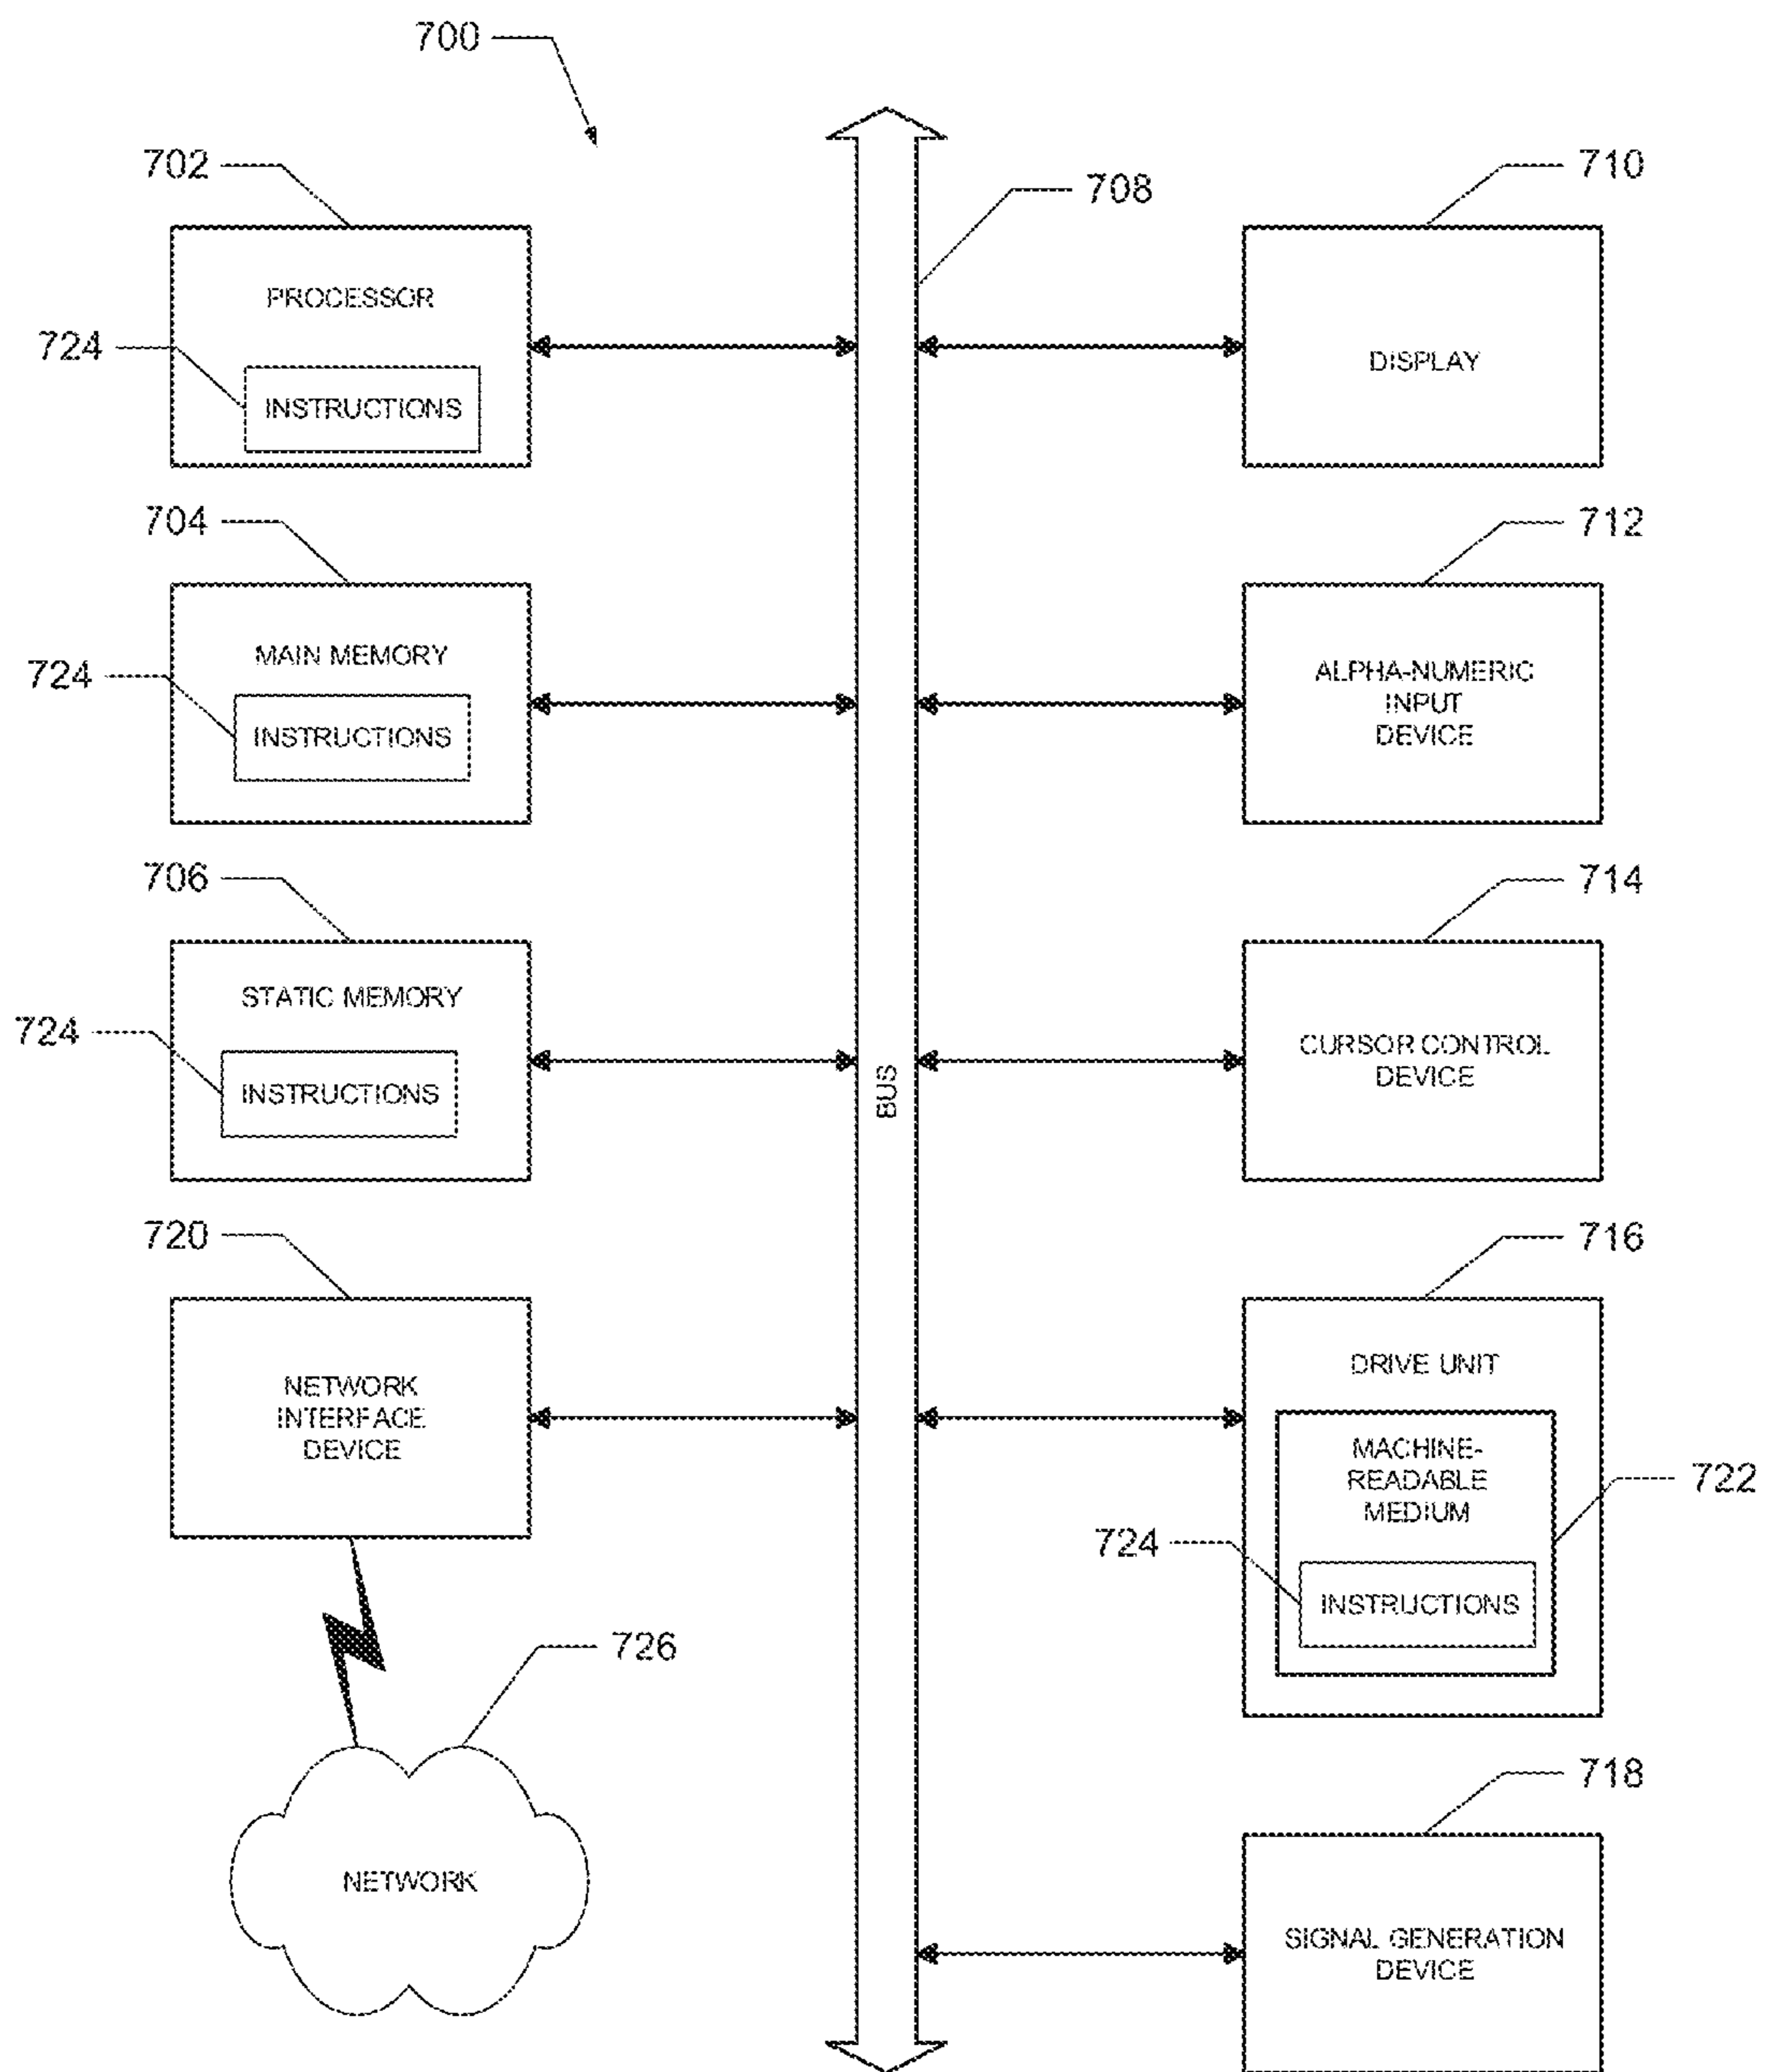 700
702
PROCESSOR
724
INSTRUCTIONS
704
MAIN MEMORY
724
INSTRUCTIONS
706
STATIC MEMORY
724
INSTRUCTIONS
720
NETWORK
INTERFACE
DEVICE
726
NETWORK
708
BUS
710
DISPLAY
712
ALPHA-NUMERIC
INPUT
DEVICE
714
CURSOR CONTROL
DEVICE
716
DRIVE UNIT
MACHINE-
READABLE
MEDIUM
722
724
INSTRUCTIONS
718
SIGNAL GENERATION
DEVICE